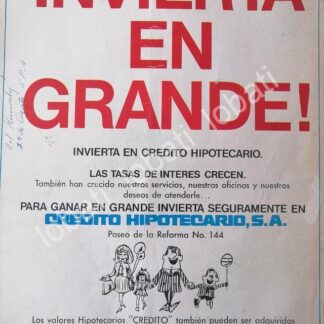 INVIERTA
EN
GRANDE!
INVIERTA EN CREDITO HIPOTECARIO.
LAS TASAS DE INTERES CRECEN.
También han crecido nuestros servicios, nuestras oficinas y nuestros
deseos de atenderle...
PARA GANAR EN GRANDE INVIERTA SEGURAMENTE EN
CREDITO HIPOTECARIO, S.A.
Paseo de la Reforma No. 144
Los valores Hipotecarios "CREDITO" también pueden ser adquiridos
lobati lobati